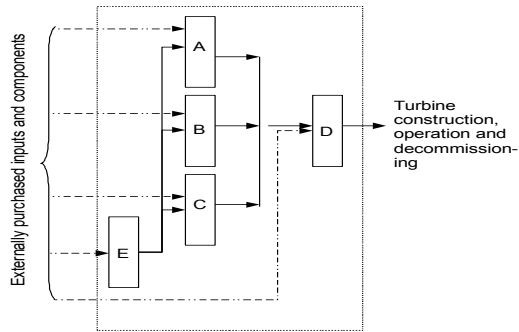 Externally purchased inputs and components
A
B
C
D
E
Turbine
construction,
operation and
decommission-
ing